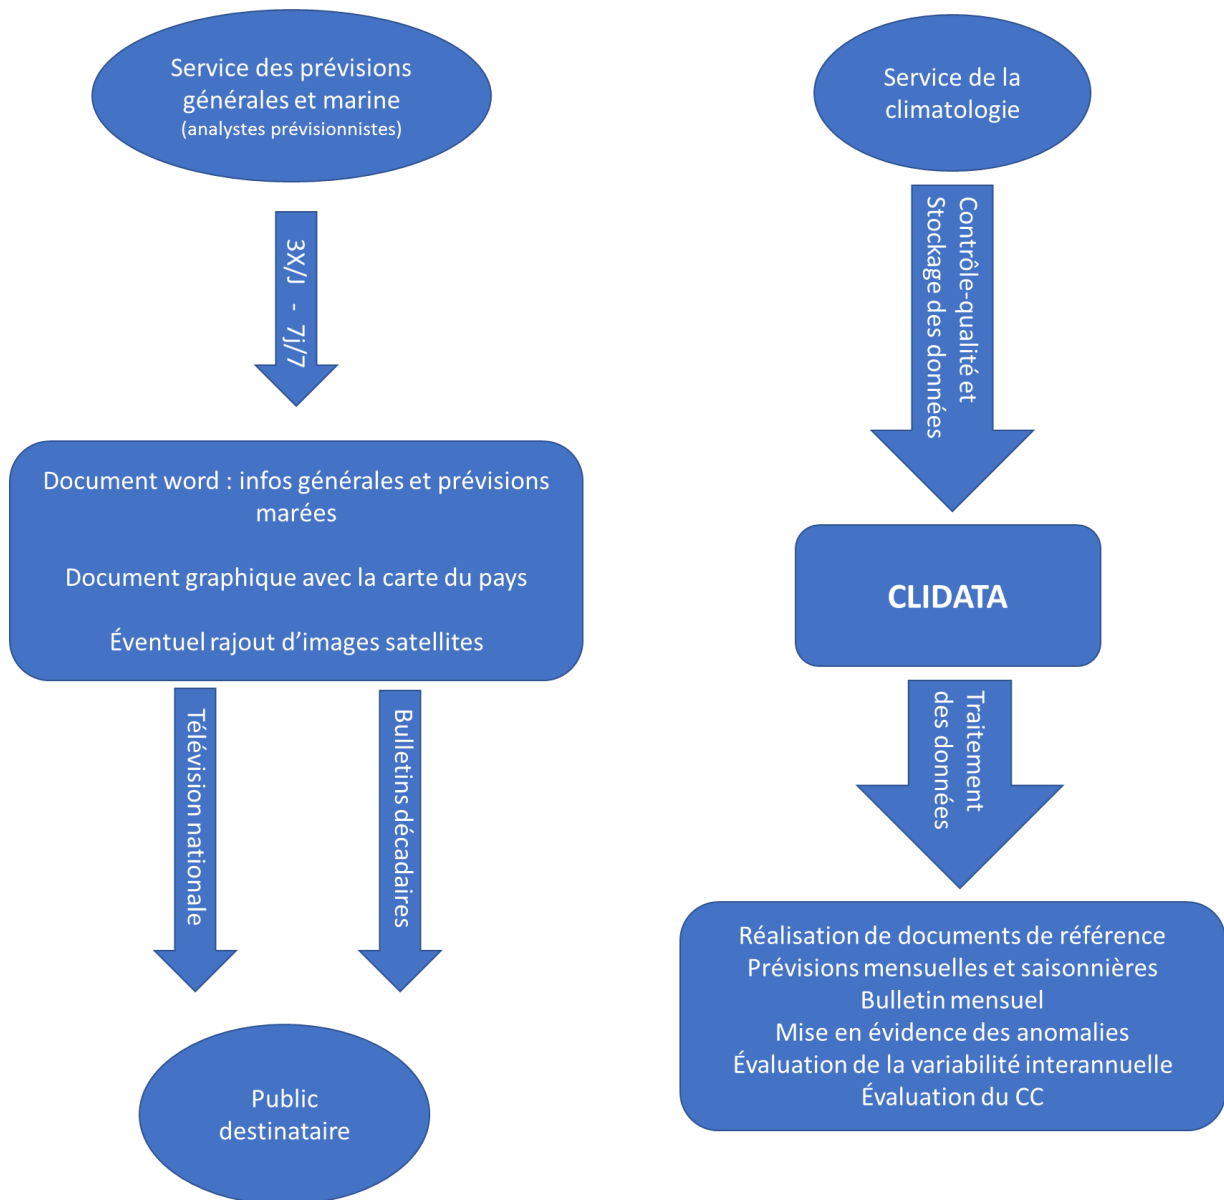 Service des prévisions
générales et marine
(analystes prévisionnistes)
3X/J - 7j/7
Document word : infos générales et prévisions
marées
Document graphique avec la carte du pays
Éventuel rajout d’images satellites
Télévision nationale
Bulletins décadaires
Public
destinataire
Service de la
climatologie
Contrôle-qualité et
Stockage des données
CLIDATA
Traitement
des données
Réalisation de documents de référence
Prévisions mensuelles et saisonnières
Bulletin mensuel
Mise en évidence des anomalies
Évaluation de la variabilité interannuelle
Évaluation du CC